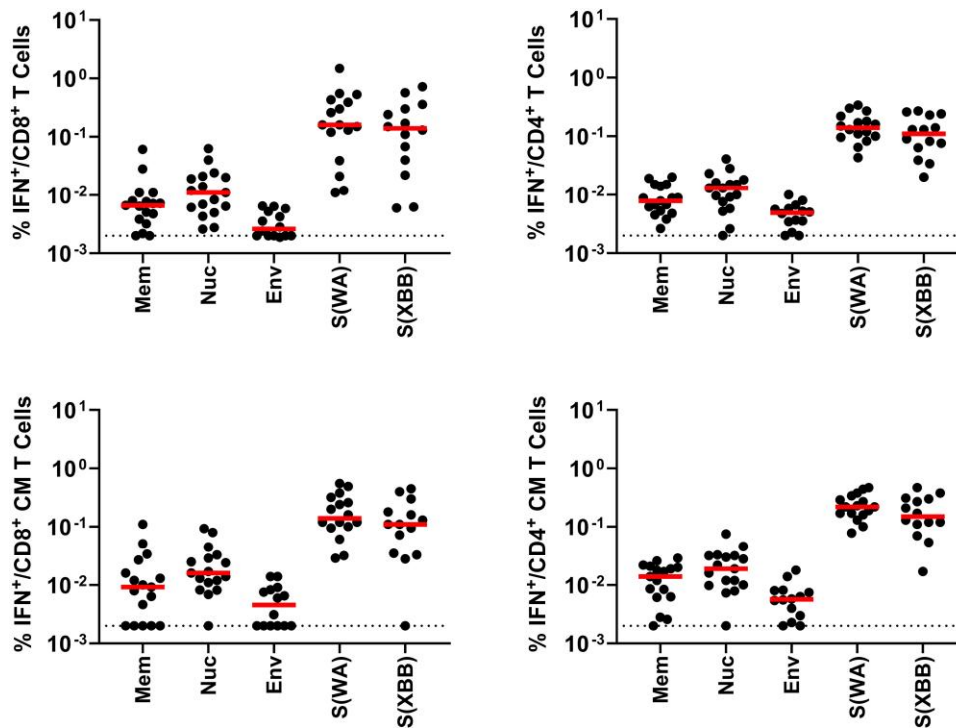 % IFN⁺/CD8⁺ T Cells
10¹
10⁰
10⁻¹
10⁻²
10⁻³
Mem
Nuc
Env
S(WA)
S(XBB)
% IFN⁺/CD4⁺ T Cells
10¹
10⁰
10⁻¹
10⁻²
10⁻³
Mem
Nuc
Env
S(WA)
S(XBB)
% IFN⁺/CD8⁺ CM T Cells
10¹
10⁰
10⁻¹
10⁻²
10⁻³
Mem
Nuc
Env
S(WA)
S(XBB)
% IFN⁺/CD4⁺ CM T Cells
10¹
10⁰
10⁻¹
10⁻²
10⁻³
Mem
Nuc
Env
S(WA)
S(XBB)